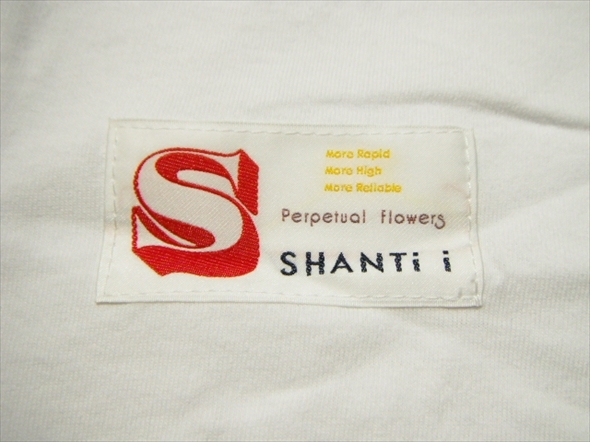 S
More Rapid
More High
More Reliable
Perpetual flowers
SHANTi i